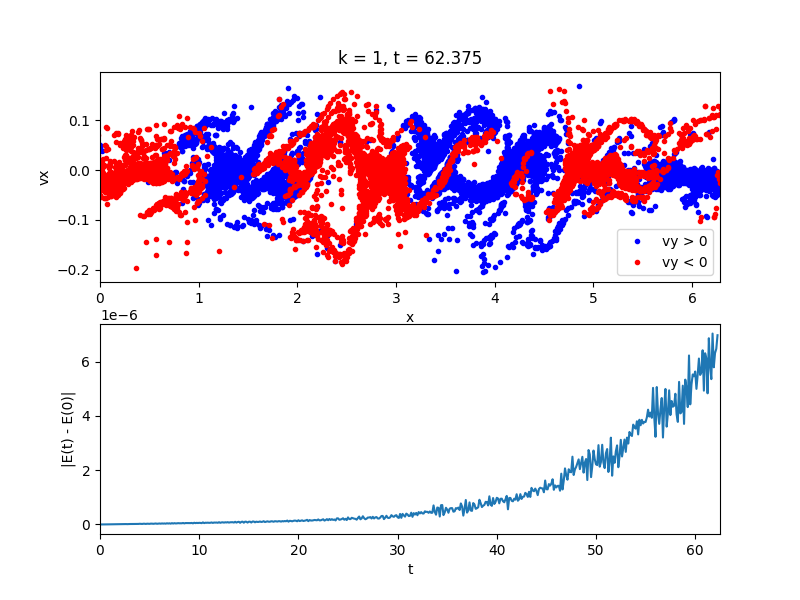 k = 1, t = 62.375
vx
0.1
0.0
−0.1
−0.2
vy > 0
vy < 0
0 1 2 3 4 5 6
x
1e−6
|E(t) - E(0)|
6
4
2
0
0 10 20 30 40 50 60
t